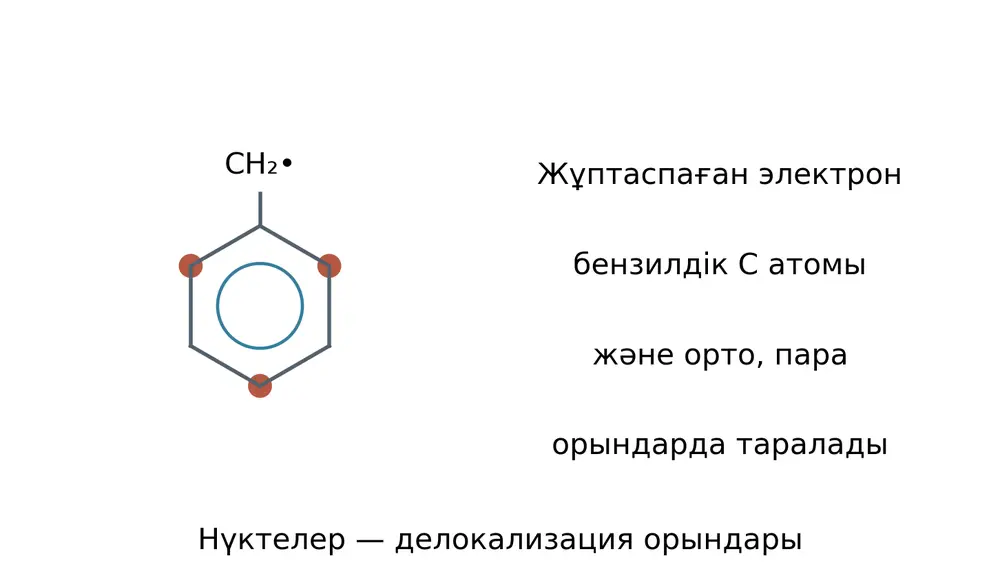 CH₂•
Жұптаспаған электрон
бензилдік C атомы
және орто, пара
орындарда таралады
Нүктелер — делокализация орындары